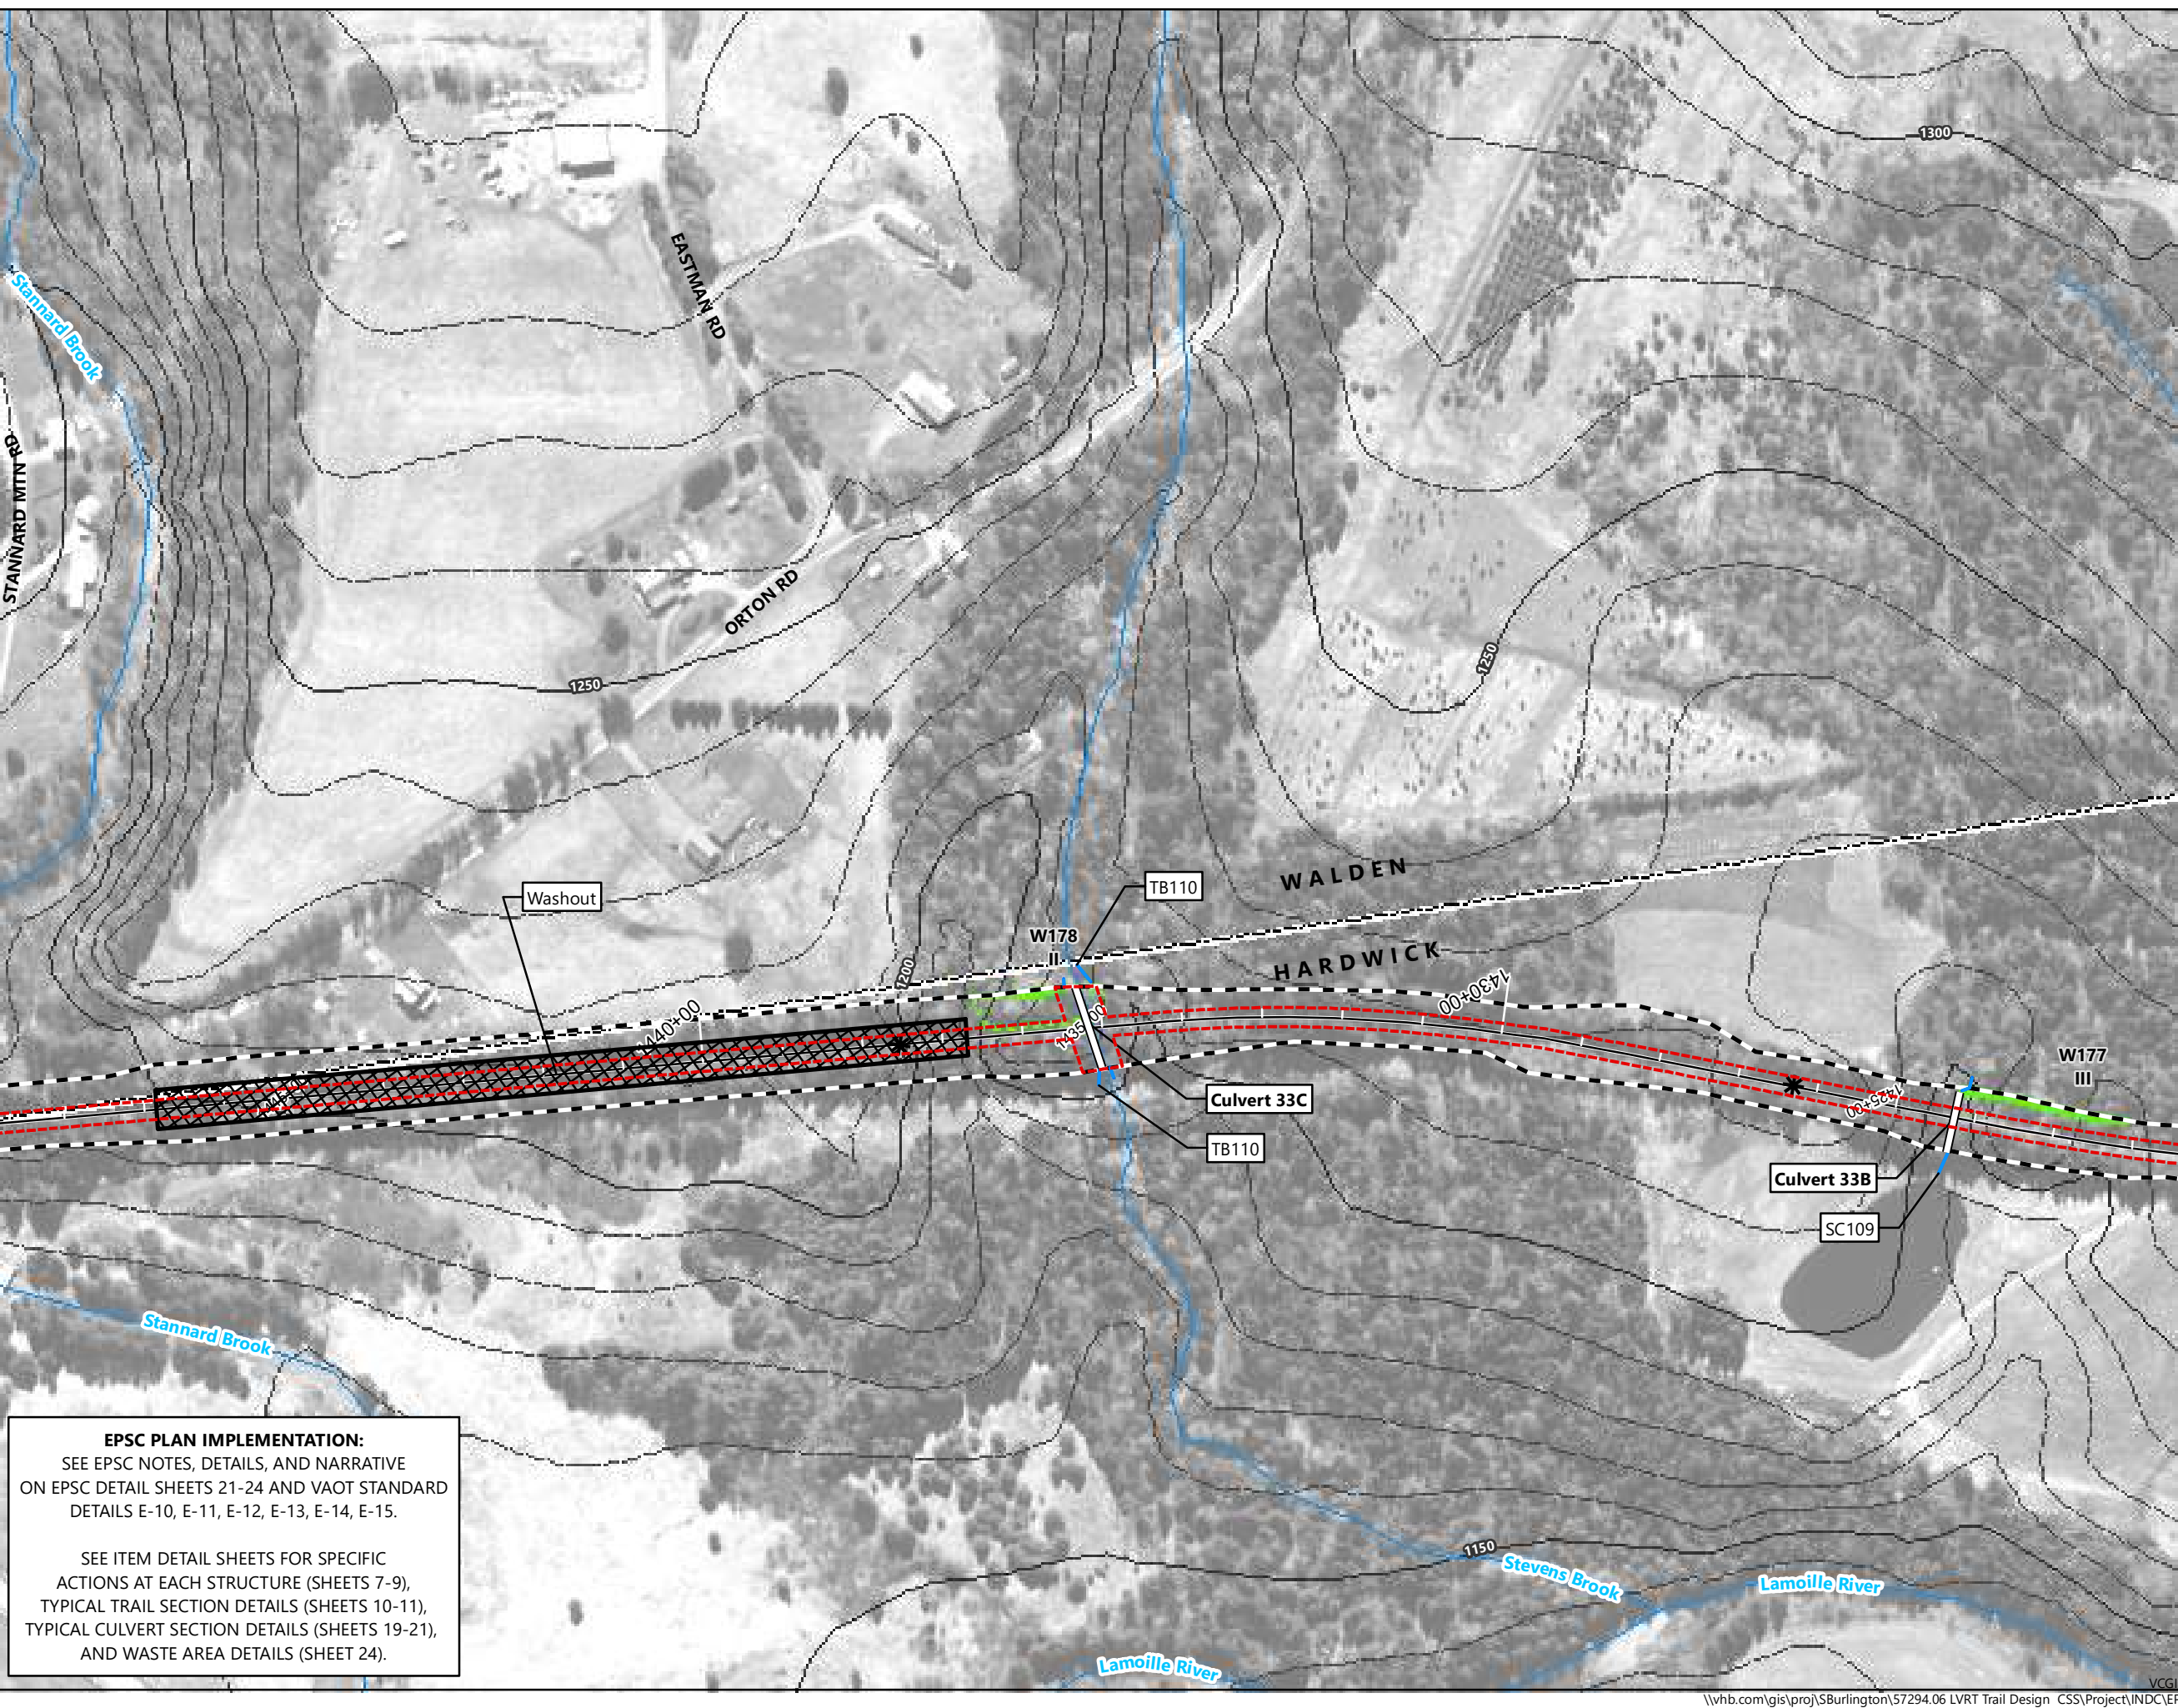 1300
EASTMAN RD
Stannard Brook
STANNARD MTN RD
ORTON RD
1250
1250
WALDEN
Washout
TB110
W178
II
HARDWICK
1200
1430+00
1440+00
W177
III
1425+00
Culvert 33C
TB110
Culvert 33B
SC109
Stannard Brook
EPSC PLAN IMPLEMENTATION:
SEE EPSC NOTES, DETAILS, AND NARRATIVE
ON EPSC DETAIL SHEETS 21-24 AND VAOT STANDARD
DETAILS E-10, E-11, E-12, E-13, E-14, E-15.
SEE ITEM DETAIL SHEETS FOR SPECIFIC
ACTIONS AT EACH STRUCTURE (SHEETS 7-9),
TYPICAL TRAIL SECTION DETAILS (SHEETS 10-11),
TYPICAL CULVERT SECTION DETAILS (SHEETS 19-21),
AND WASTE AREA DETAILS (SHEET 24).
1150
Stevens Brook
Lamoille River
Lamoille River
\\vhb.com\gis\proj\SBurlington\57294.06 LVRT Trail Design CSS\Project\INDC\